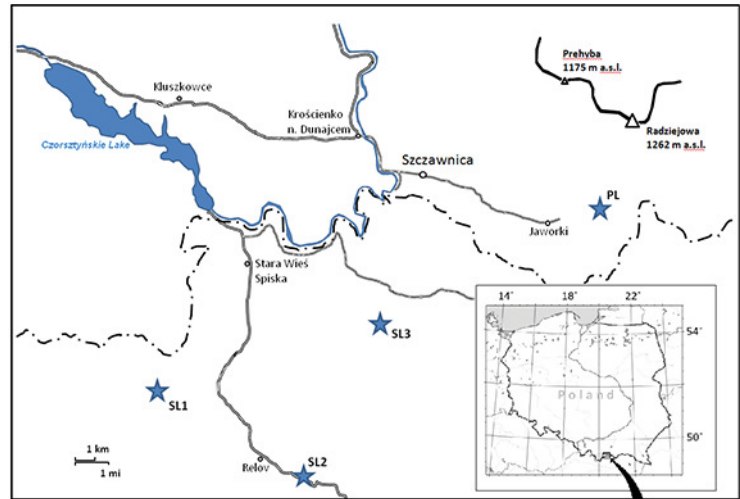 Prehyba
1175 m a.s.l.
Radziejowa
1262 m a.s.l.
Kluszkowce
Krościenko
n. Dunajcem
Czorsztyńskie Lake
Szczawnica
PL
Jaworki
Stara Wieś
Spiska
SL3
SL1
SL2
Relov
1 km
1 mi
14°
18°
22°
54°
Poland
50°